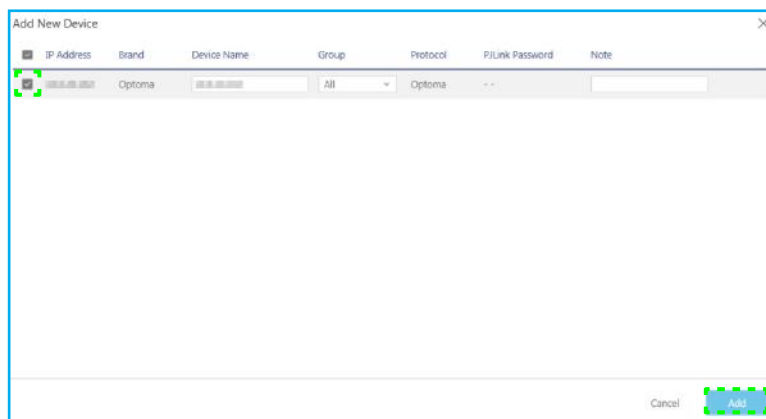 Add New Device
IP Address Brand Device Name Group Protocol PJLink Password Note
Optoma All Optoma - -
Cancel Add